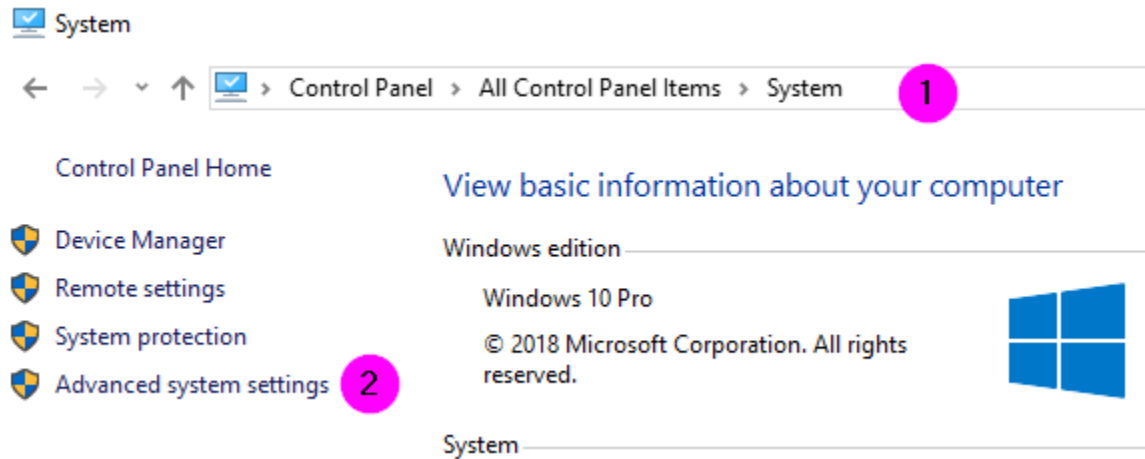 System
Control Panel > All Control Panel Items > System 1
Control Panel Home
View basic information about your computer
Device Manager
Windows edition
Remote settings
Windows 10 Pro
System protection
© 2018 Microsoft Corporation. All rights
reserved.
Advanced system settings 2
System